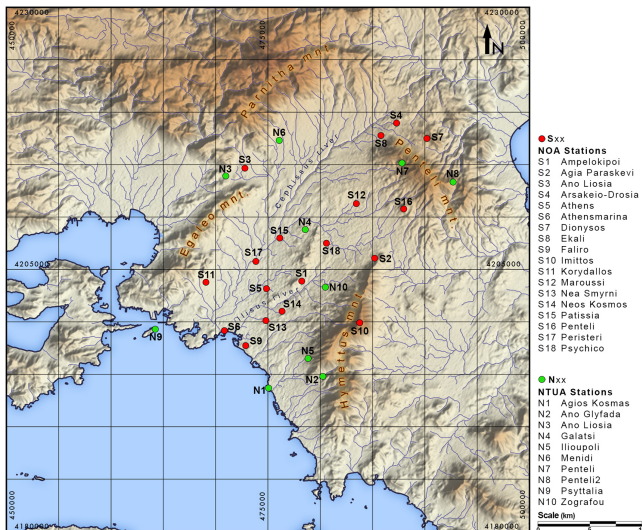 4230000
4230000
450000
475000
500000
N
Parnitha mnt.
S4
N6
S8
S7
Cephissus river
Penteli mnt.
S3
N3
N7
N8
S12
S16
Egaleo mnt.
N4
S15
S18
S17
S2
4205000
4205000
S11
S1
S5
N10
Ilissus river
S14
S13
S10
N9
S6
S9
Hymettus mnt.
N5
N2
N1
450000
475000
500000
4180000
4180000
Sxx
NOA Stations
S1 Ampelokipoi
S2 Agia Paraskevi
S3 Ano Liosia
S4 Arsakeio-Drosia
S5 Athens
S6 Athensmarina
S7 Dionysos
S8 Ekali
S9 Faliro
S10 Imittos
S11 Korydallos
S12 Maroussi
S13 Nea Smyrni
S14 Neos Kosmos
S15 Patissia
S16 Penteli
S17 Peristeri
S18 Psychico
Nxx
NTUA Stations
N1 Agios Kosmas
N2 Ano Glyfada
N3 Ano Liosia
N4 Galatsi
N5 Ilioupoli
N6 Menidi
N7 Penteli
N8 Penteli2
N9 Psyttalia
N10 Zografou
Scale (km)